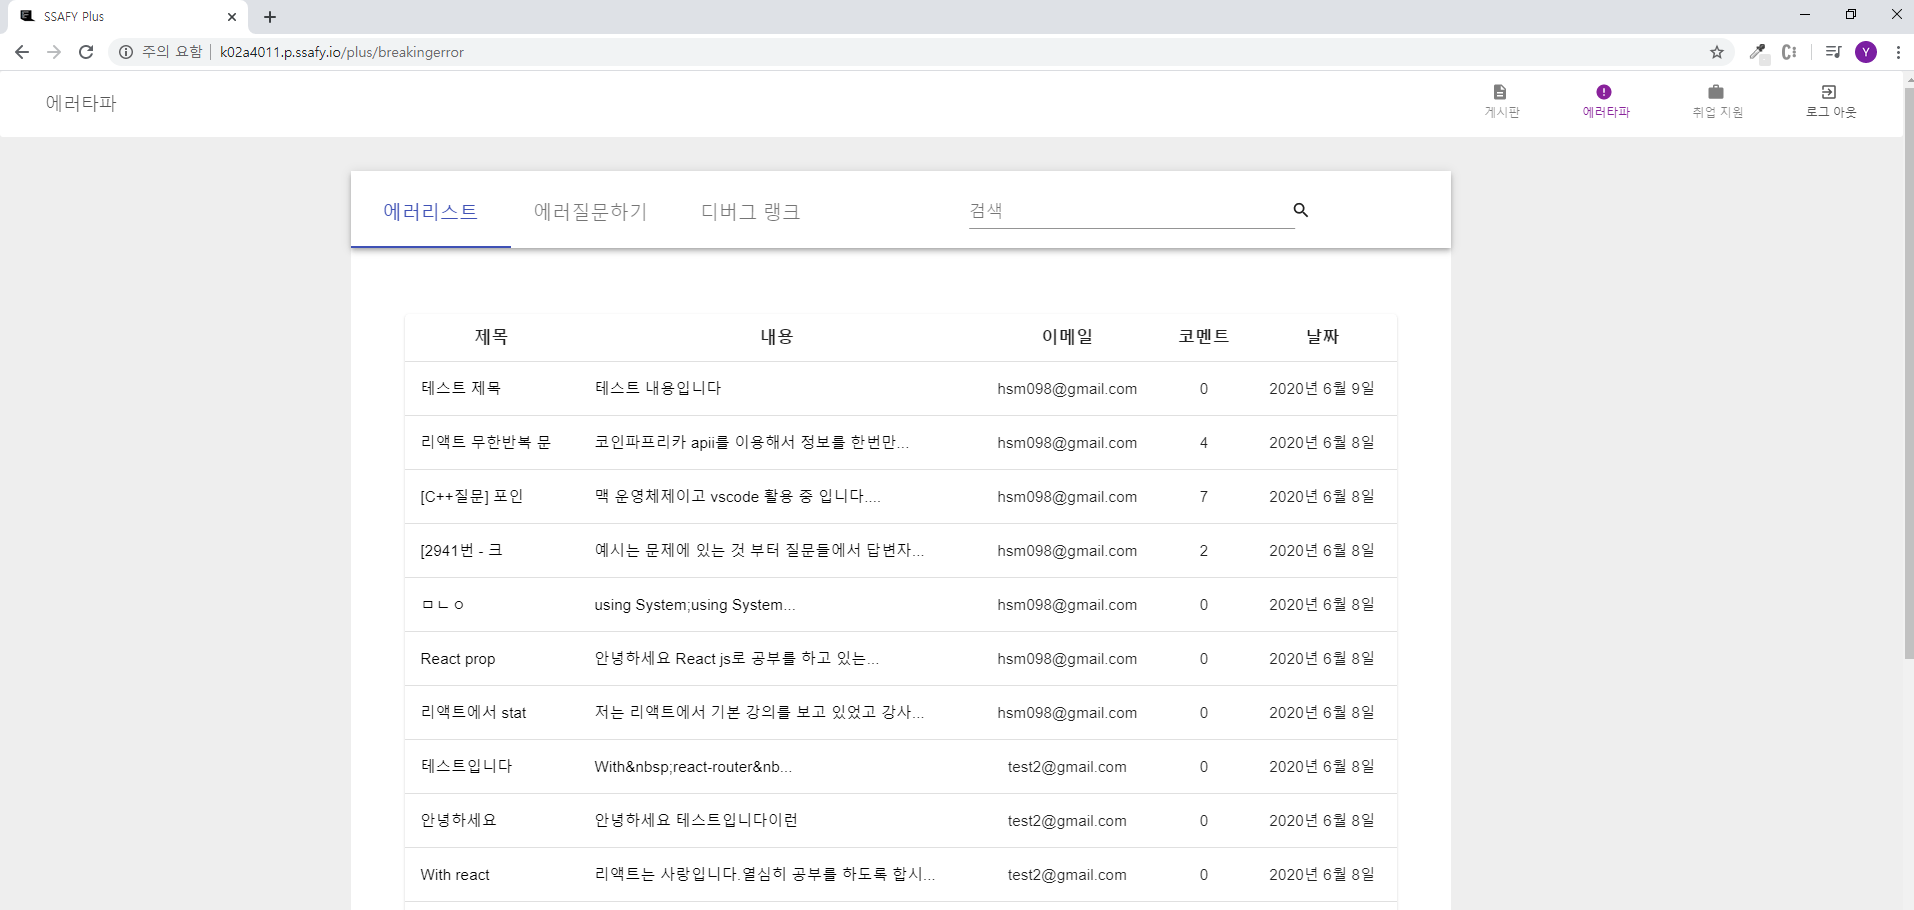 SSAFY Plus
주의 요함 k02a4011.p.ssafy.io/plus/breakingerror
Y
에러타파
게시판 에러타파 취업 지원 로그 아웃
에러리스트 에러질문하기 디버그 랭크 검색
제목 내용 이메일 코멘트 날짜
테스트 제목 테스트 내용입니다 hsm098@gmail.com 0 2020년 6월 9일
리액트 무한반복 문 코인파프리카 apii를 이용해서 정보를 한번만... hsm098@gmail.com 4 2020년 6월 8일
[C++질문] 포인 맥 운영체제이고 vscode 활용 중 입니다.... hsm098@gmail.com 7 2020년 6월 8일
[2941번 - 크 예시는 문제에 있는 것 부터 질문들에서 답변자... hsm098@gmail.com 2 2020년 6월 8일
ㅁㄴㅇ using System;using System... hsm098@gmail.com 0 2020년 6월 8일
React prop 안녕하세요 React js로 공부를 하고 있는... hsm098@gmail.com 0 2020년 6월 8일
리액트에서 stat 저는 리액트에서 기본 강의를 보고 있었고 강사... hsm098@gmail.com 0 2020년 6월 8일
테스트입니다 With&nbsp;react-router&nb... test2@gmail.com 0 2020년 6월 8일
안녕하세요 안녕하세요 테스트입니다이런 test2@gmail.com 0 2020년 6월 8일
With react 리액트는 사랑입니다.열심히 공부를 하도록 합시... test2@gmail.com 0 2020년 6월 8일